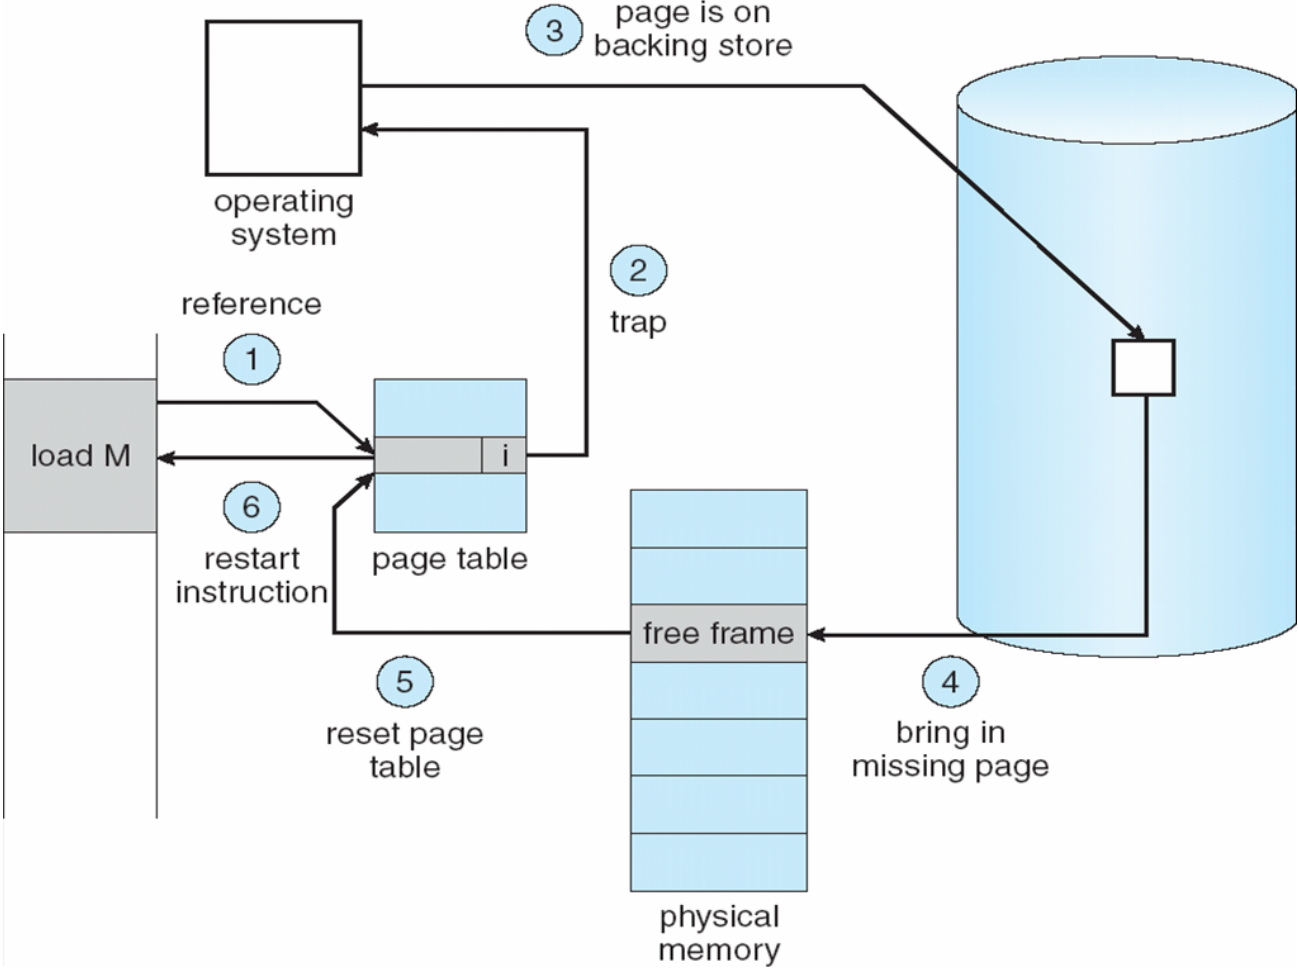 3
page is on
backing store
operating
system
2
trap
reference
1
load M
i
6
restart
instruction
page table
free frame
5
reset page
table
4
bring in
missing page
physical
memory